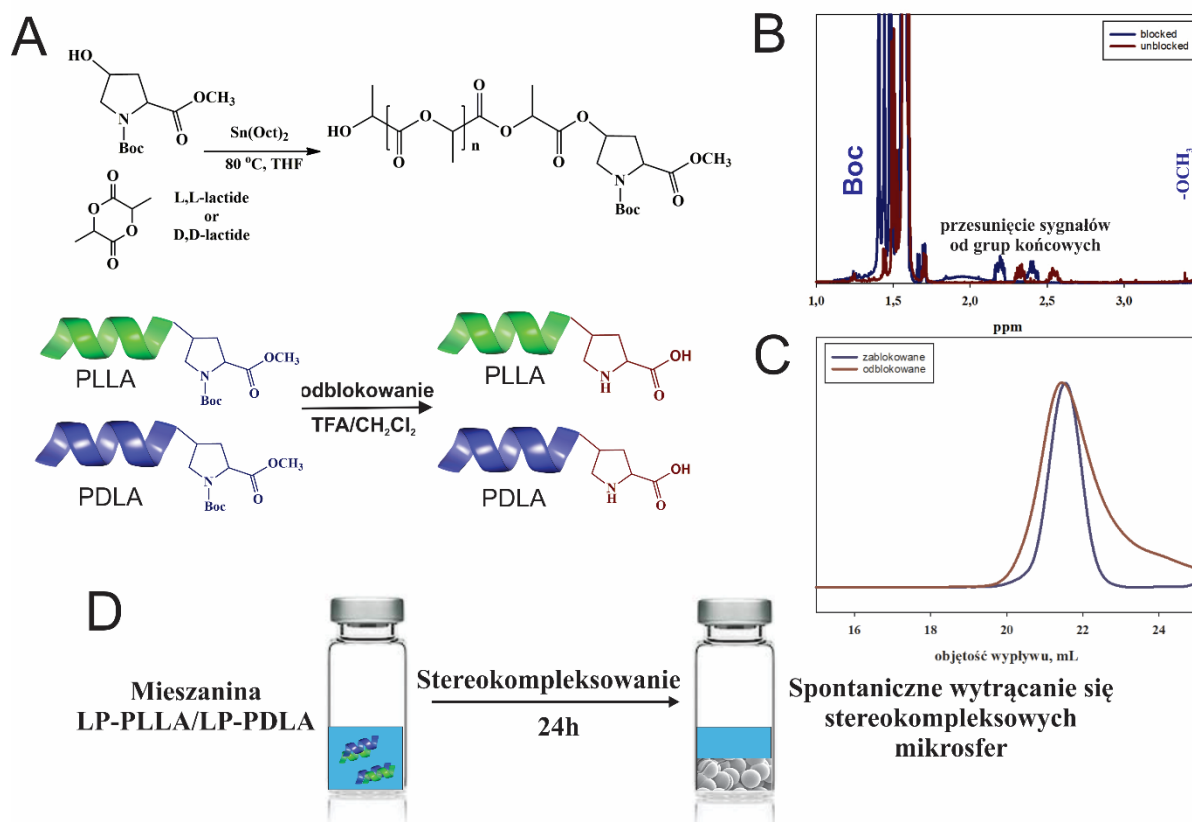 A
HO
OCH3
N
O
Boc
Sn(Oct)2
80 °C, THF
O
O
O
O
L,L-lactide
or
D,D-lactide
HO
O
O
O
n
O
O
O
O
N
Boc
OCH3
O
PLLA
N
Boc
OCH3
O
PDLA
N
Boc
OCH3
O
odblokowanie
TFA/CH2Cl2
PLLA
N
H
OH
O
PDLA
N
H
OH
O
B
blocked
unblocked
Boc
-OCH3
przesunięcie sygnałów
od grup końcowych
1,0 1,5 2,0 2,5 3,0
ppm
C
zablokowane
odblokowane
16 18 20 22 24
objętość wypływu, mL
D
Mieszanina
LP-PLLA/LP-PDLA
Stereokompleksowanie
24h
Spontaniczne wytrącanie się
stereokompleksowych
mikrosfer